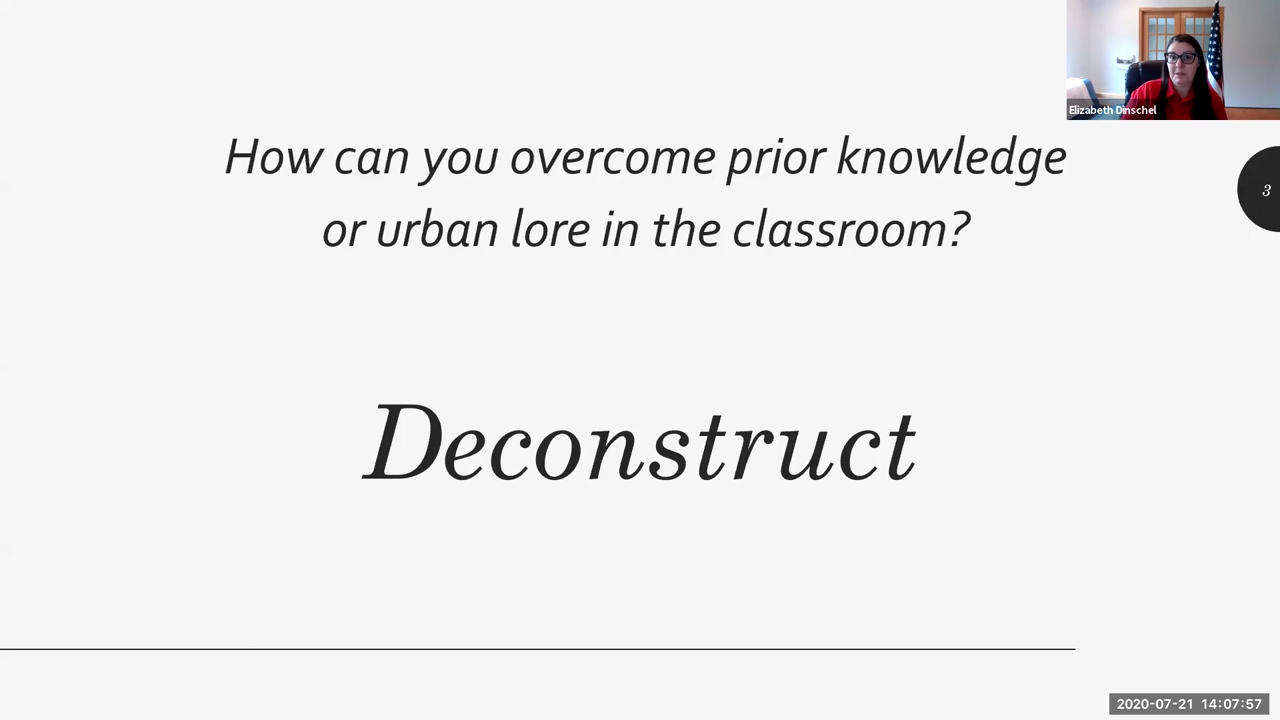 Elizabeth Dinschel
How can you overcome prior knowledge
or urban lore in the classroom?
3
Deconstruct
2020-07-21 14:07:57